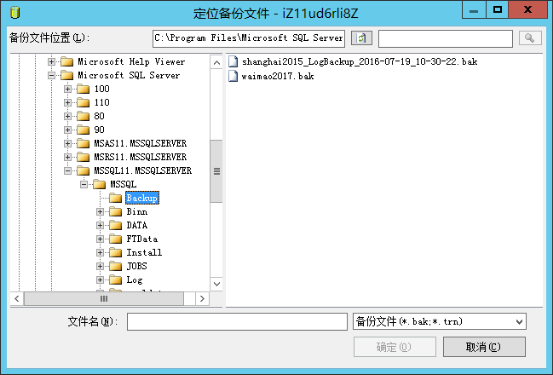 定位备份文件 - iZ11ud6rli8Z
备份文件位置(L):
C:\Program Files\Microsoft SQL Server
Microsoft Help Viewer
Microsoft SQL Server
100
110
80
90
MSAS11.MSSQLSERVER
MSRS11.MSSQLSERVER
MSSQL11.MSSQLSERVER
MSSQL
Backup
Binn
DATA
FTData
Install
JOBS
Log
shanghai2015_LogBackup_2016-07-19_10-30-22.bak
waimao2017.bak
文件名(N):
备份文件(*.bak;*.trn)
确定(O)
取消(C)